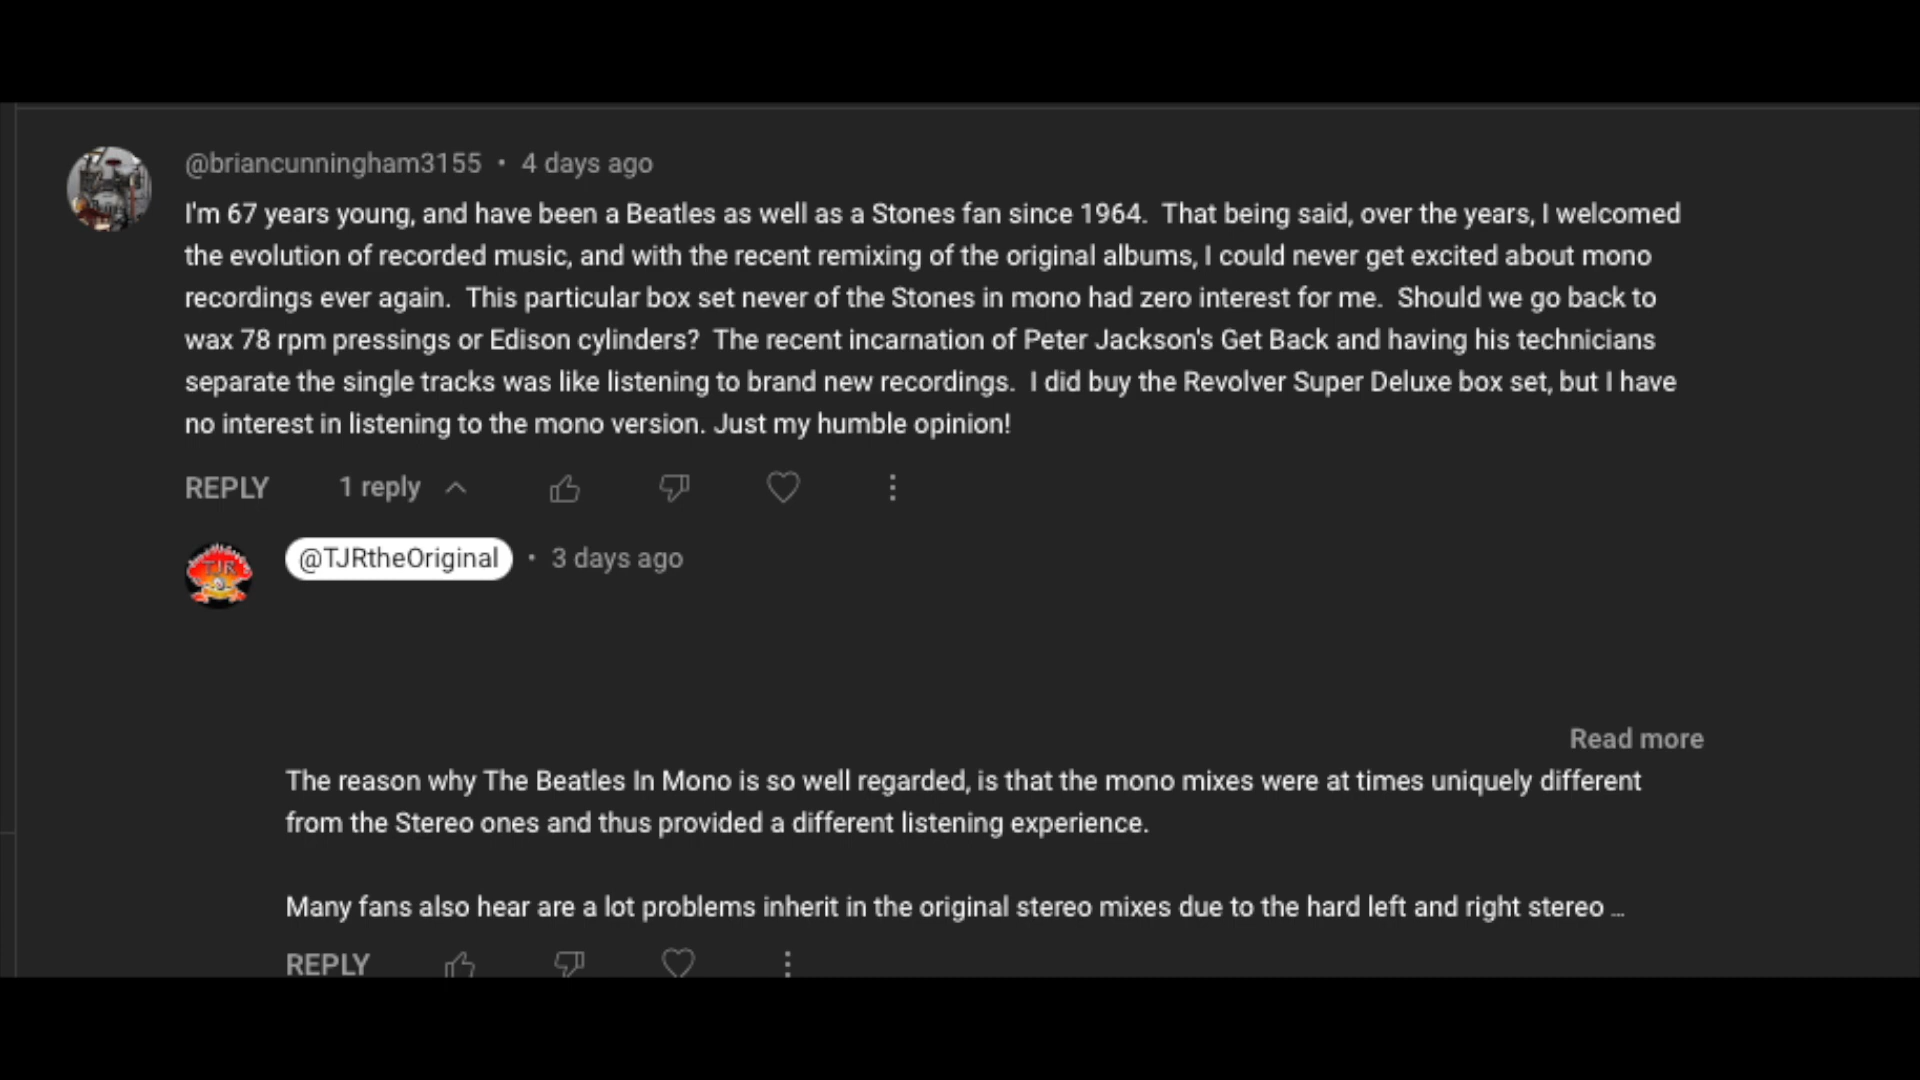 @briancunningham3155 • 4 days ago
I'm 67 years young, and have been a Beatles as well as a Stones fan since 1964.  That being said, over the years, I welcomed
the evolution of recorded music, and with the recent remixing of the original albums, I could never get excited about mono
recordings ever again.  This particular box set never of the Stones in mono had zero interest for me.  Should we go back to
wax 78 rpm pressings or Edison cylinders?  The recent incarnation of Peter Jackson's Get Back and having his technicians
separate the single tracks was like listening to brand new recordings.  I did buy the Revolver Super Deluxe box set, but I have
no interest in listening to the mono version. Just my humble opinion!
REPLY 1 reply
TJR
@TJRtheOriginal • 3 days ago
Read more
The reason why The Beatles In Mono is so well regarded, is that the mono mixes were at times uniquely different
from the Stereo ones and thus provided a different listening experience.
Many fans also hear are a lot problems inherit in the original stereo mixes due to the hard left and right stereo ...
REPLY